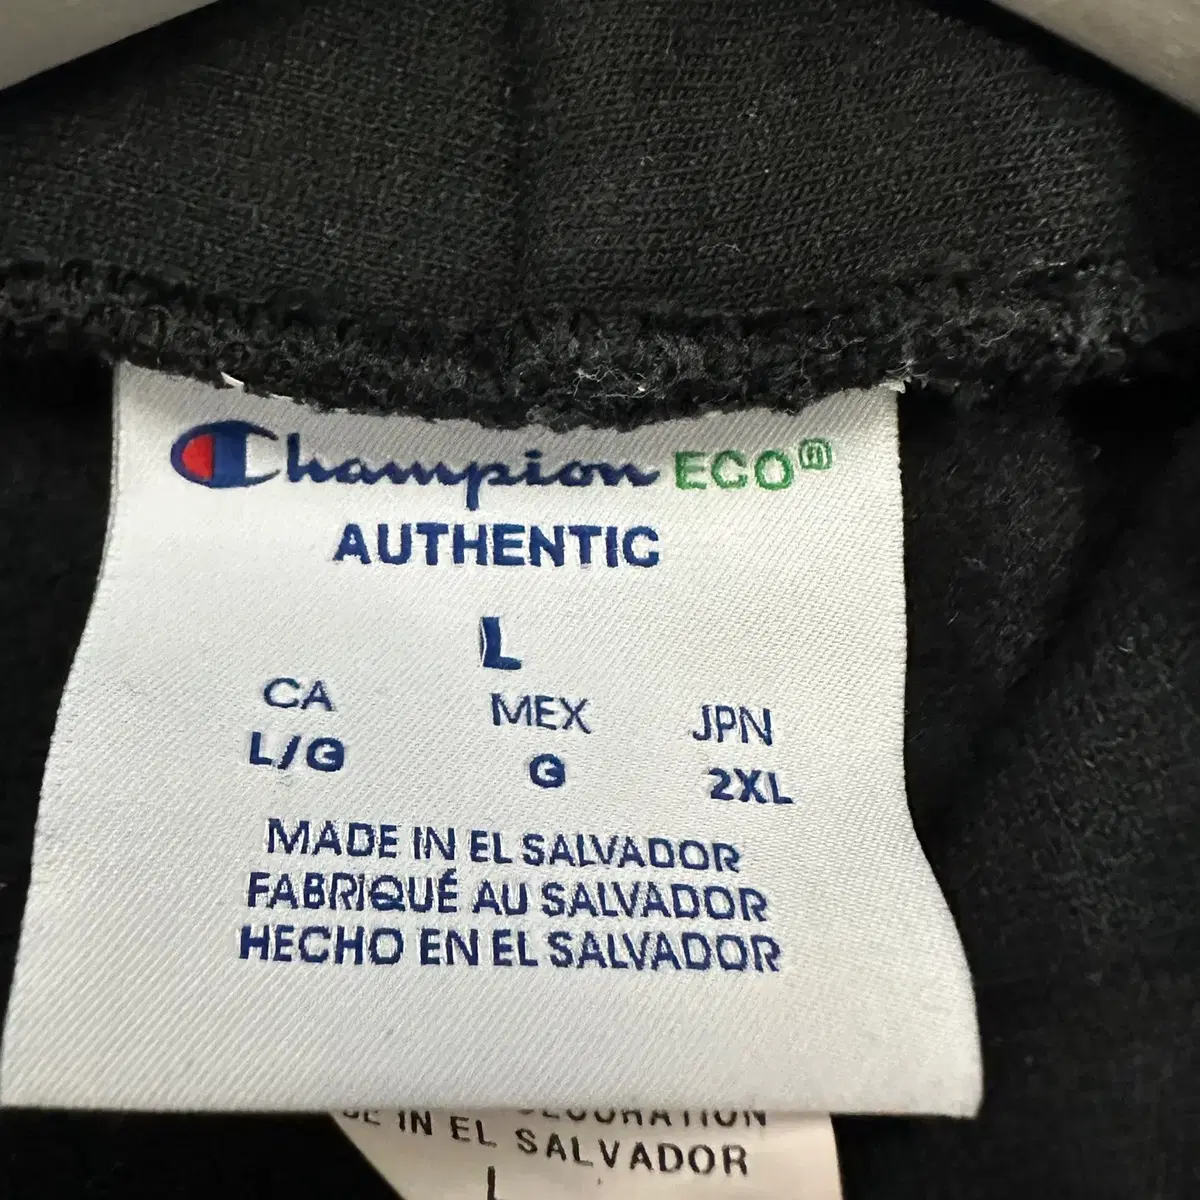 Champion ECO®
AUTHENTIC
L
CA MEX JPN
L/G G 2XL
MADE IN EL SALVADOR
FABRIQUÉ AU SALVADOR
HECHO EN EL SALVADOR
DECORATION
IN EL SALVADOR
L